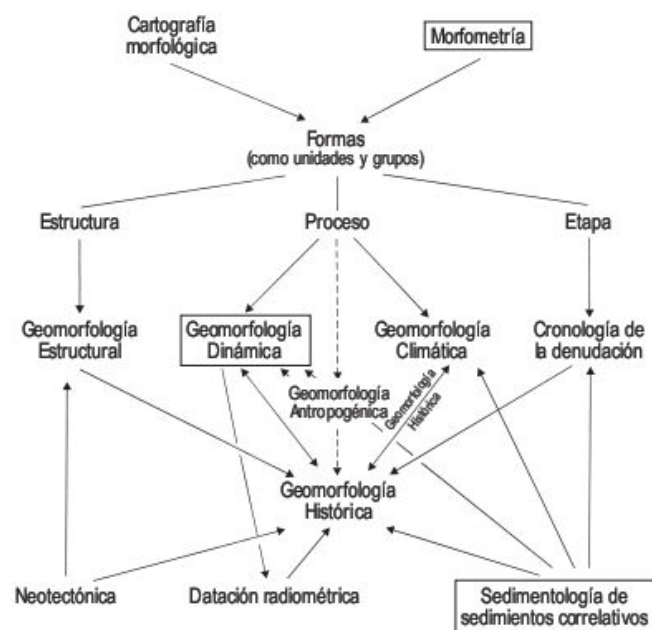 Cartografía
morfológica
Morfometría
Formas
(como unidades y grupos)
Estructura
Proceso
Etapa
Geomorfología
Estructural
Geomorfología
Dinámica
Geomorfología
Climática
Cronología de
la denudación
Geomorfología
Antropogénica
Geomorfología
Histórica
Geomorfología
Histórica
Neotectónica
Datación radiométrica
Sedimentología de
sedimentos correlativos